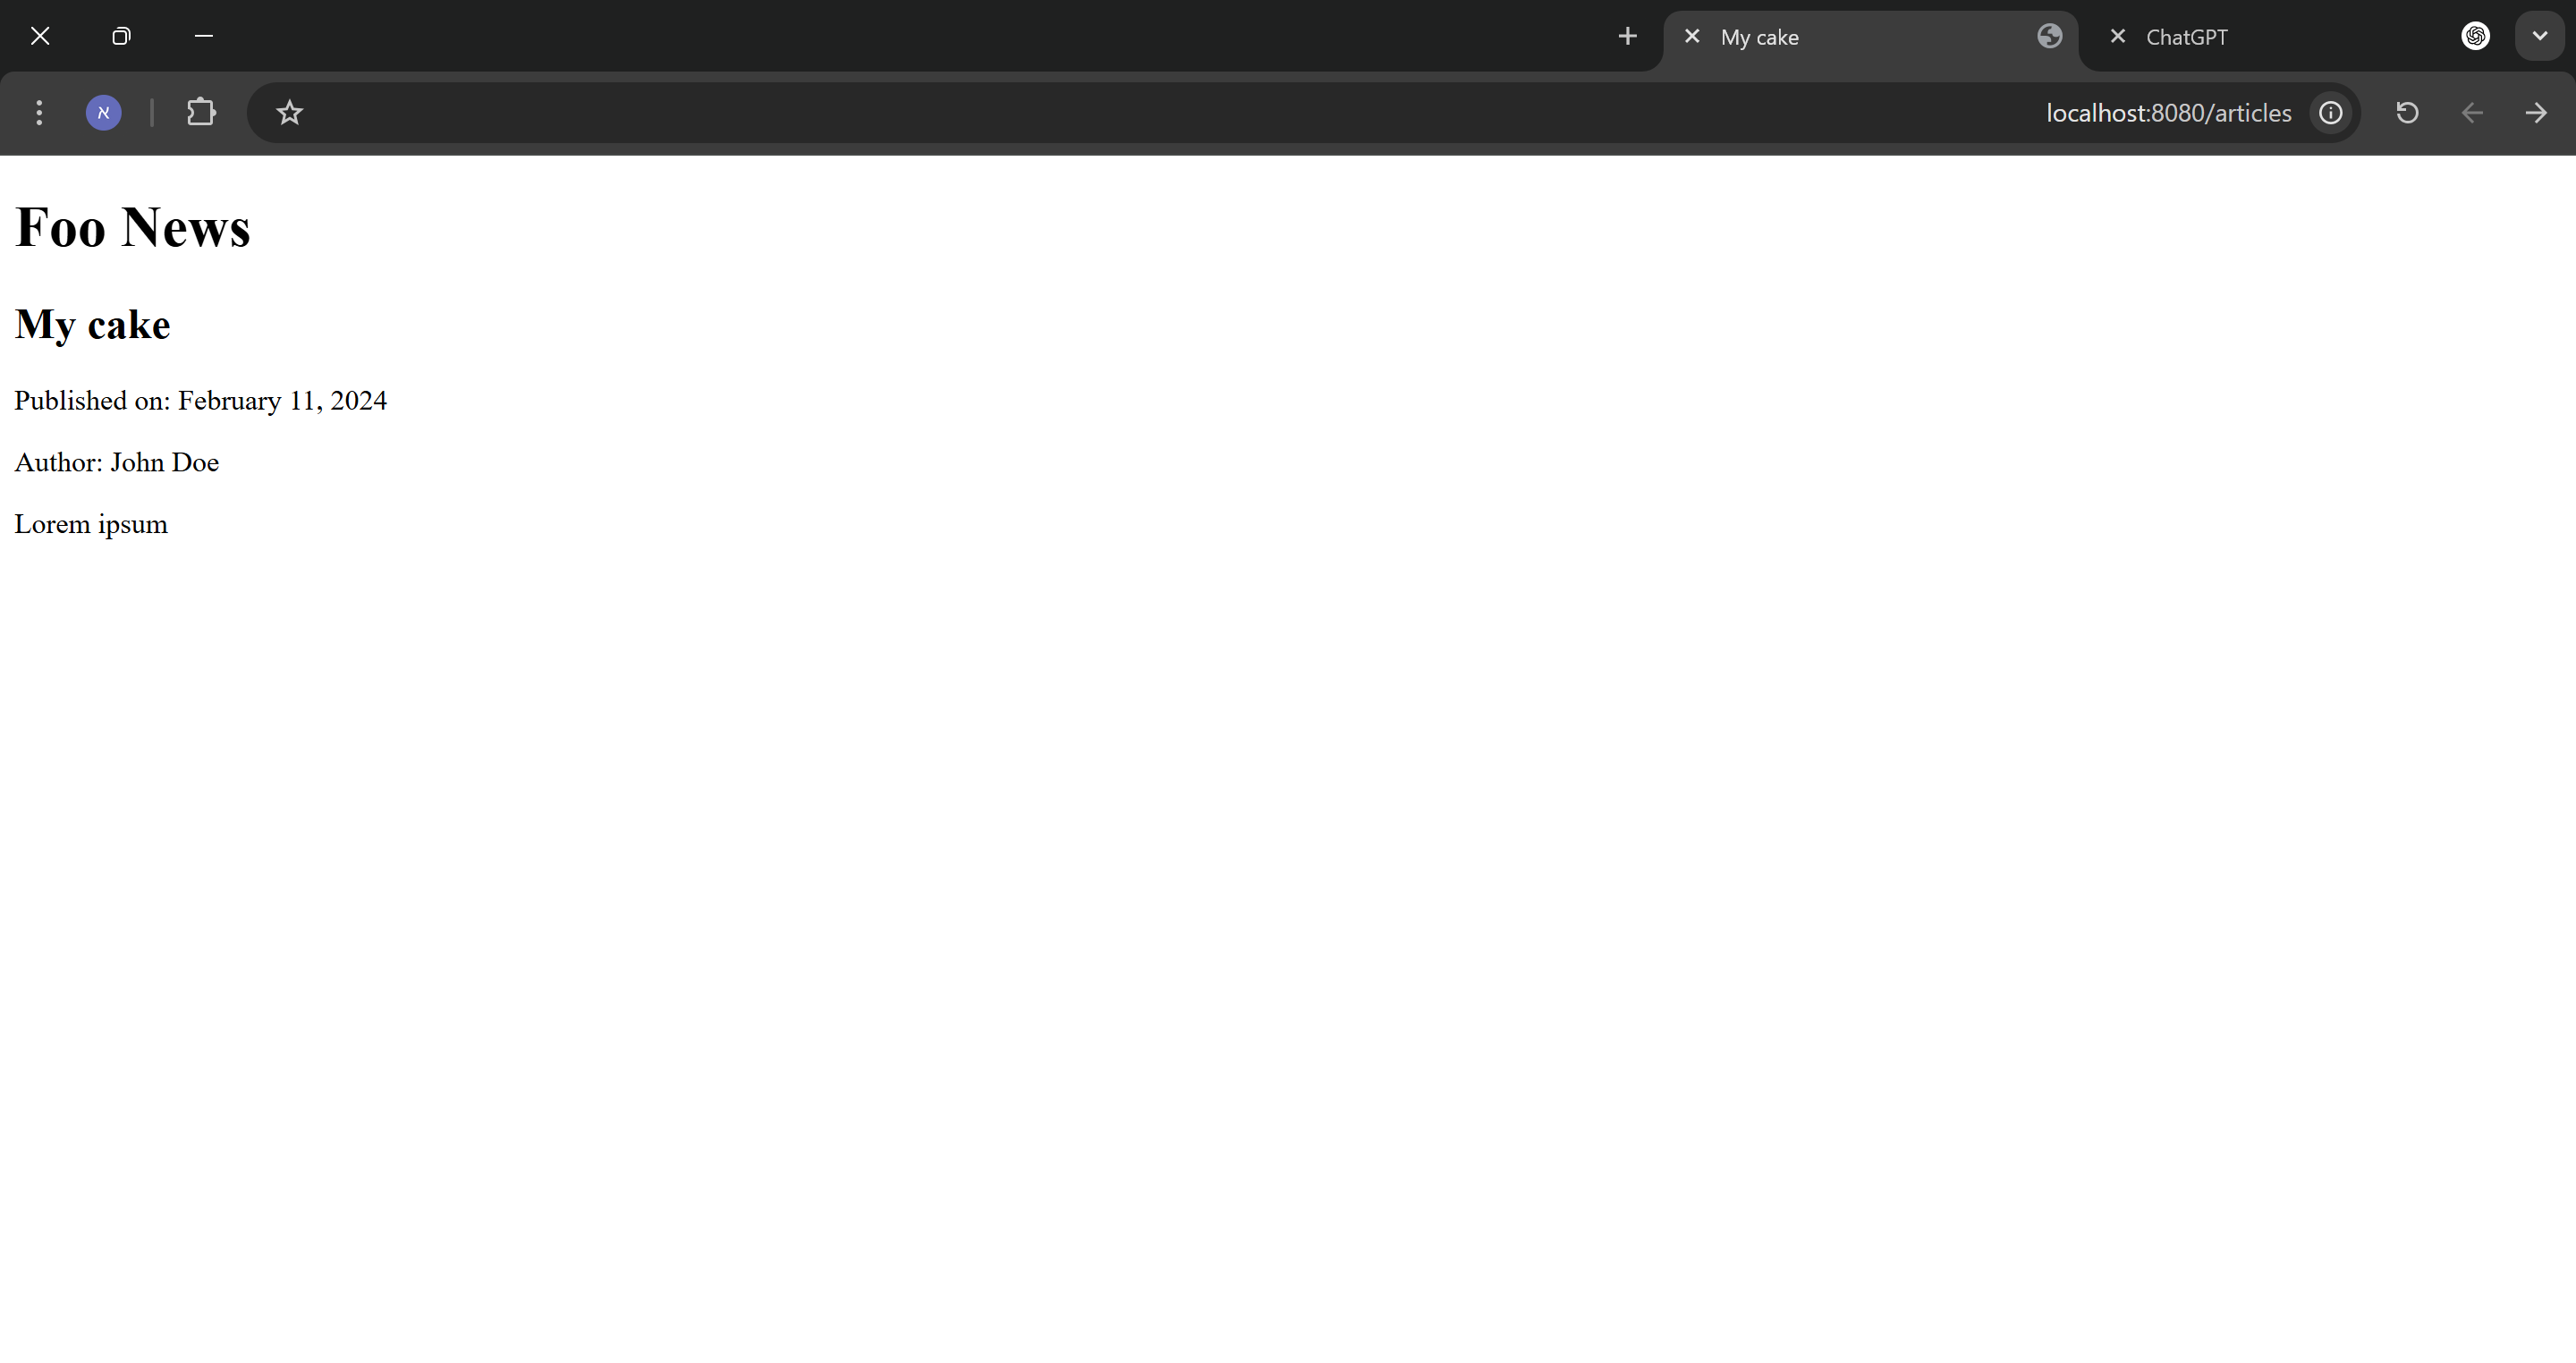 My cake
ChatGPT
א
localhost:8080/articles
Foo News
My cake
Published on: February 11, 2024
Author: John Doe
Lorem ipsum